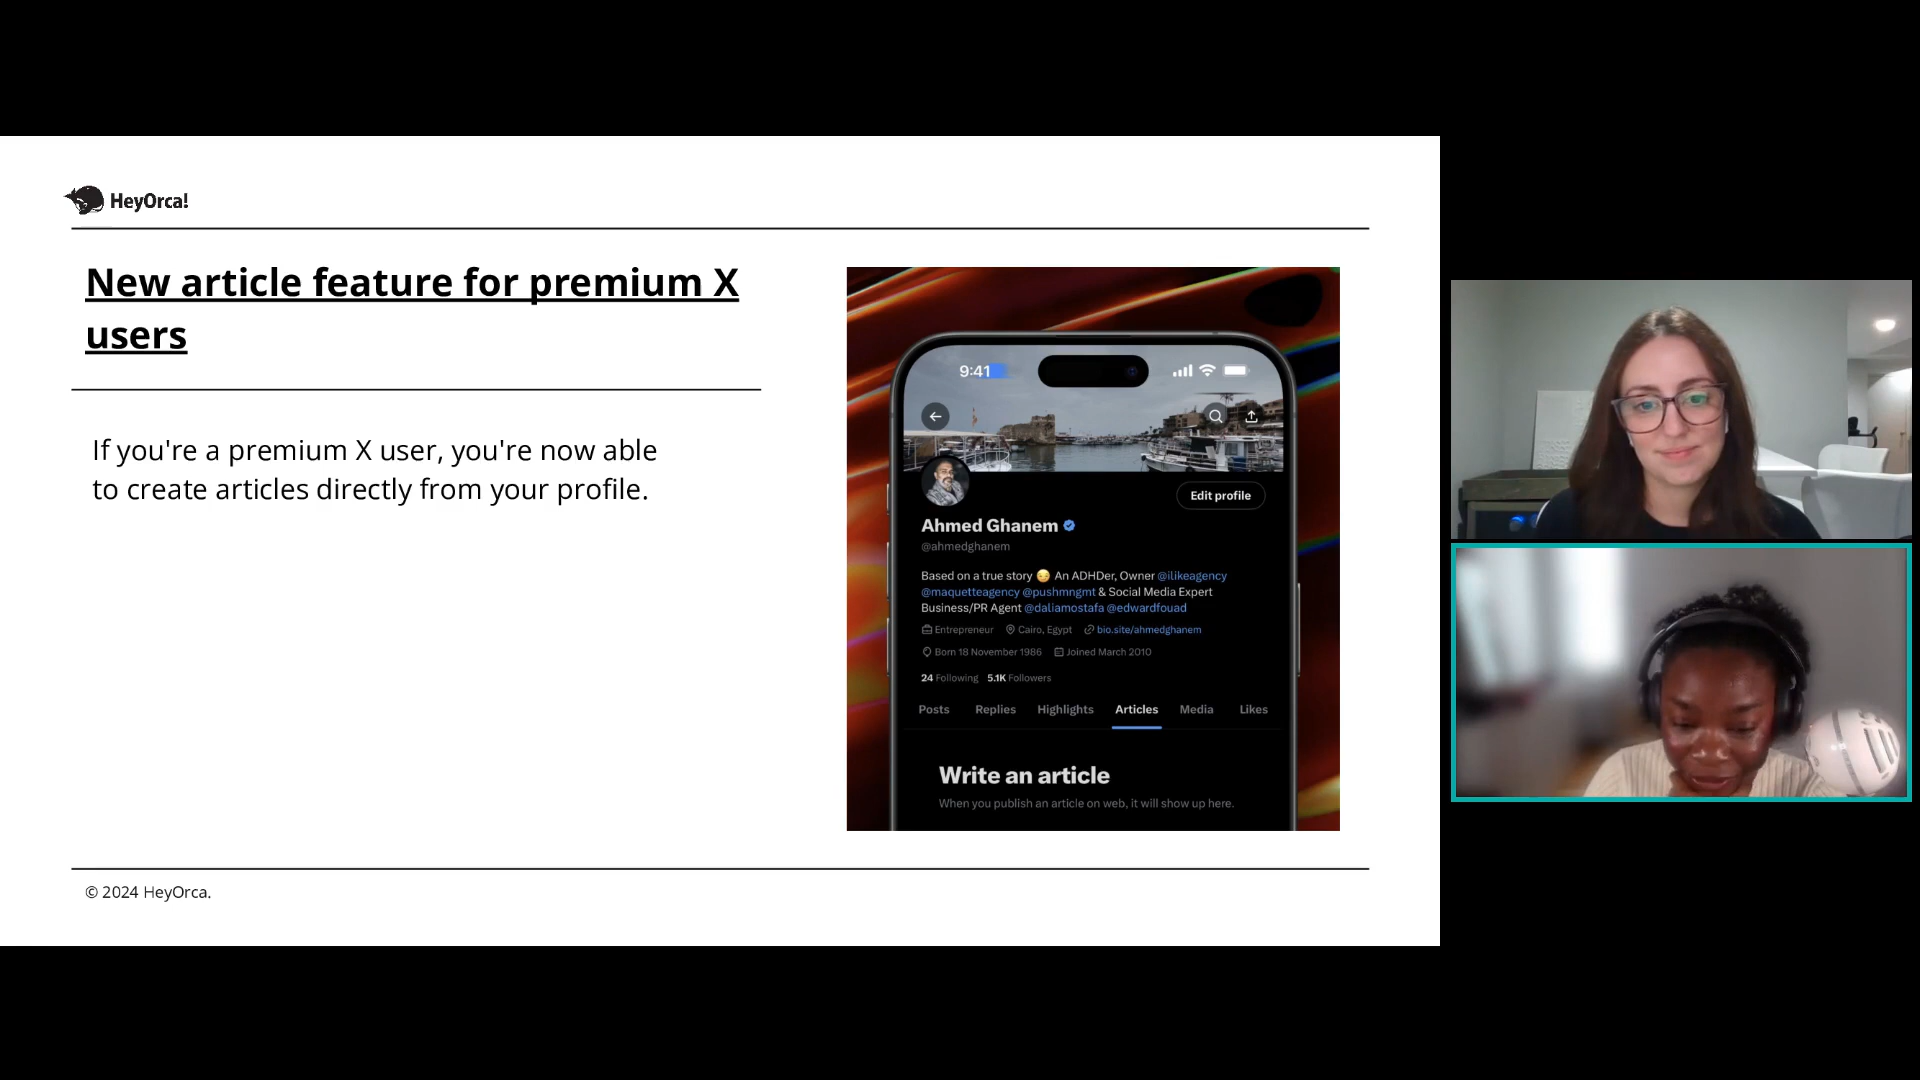 HeyOrca!
New article feature for premium X
users
If you're a premium X user, you're now able
to create articles directly from your profile.
9:41
Edit profile
Ahmed Ghanem
@ahmedghanem
Based on a true story 😏 An ADHDer, Owner @ilikeagency
@maquetteagency @pushmngmt & Social Media Expert
Business/PR Agent @daliamostafa @edwardfouad
Entrepreneur Cairo, Egypt bio.site/ahmedghanem
Born 18 November 1986 Joined March 2010
24 Following 5.1K Followers
Posts Replies Highlights Articles Media Likes
Write an article
When you publish an article on web, it will show up here.
© 2024 HeyOrca.